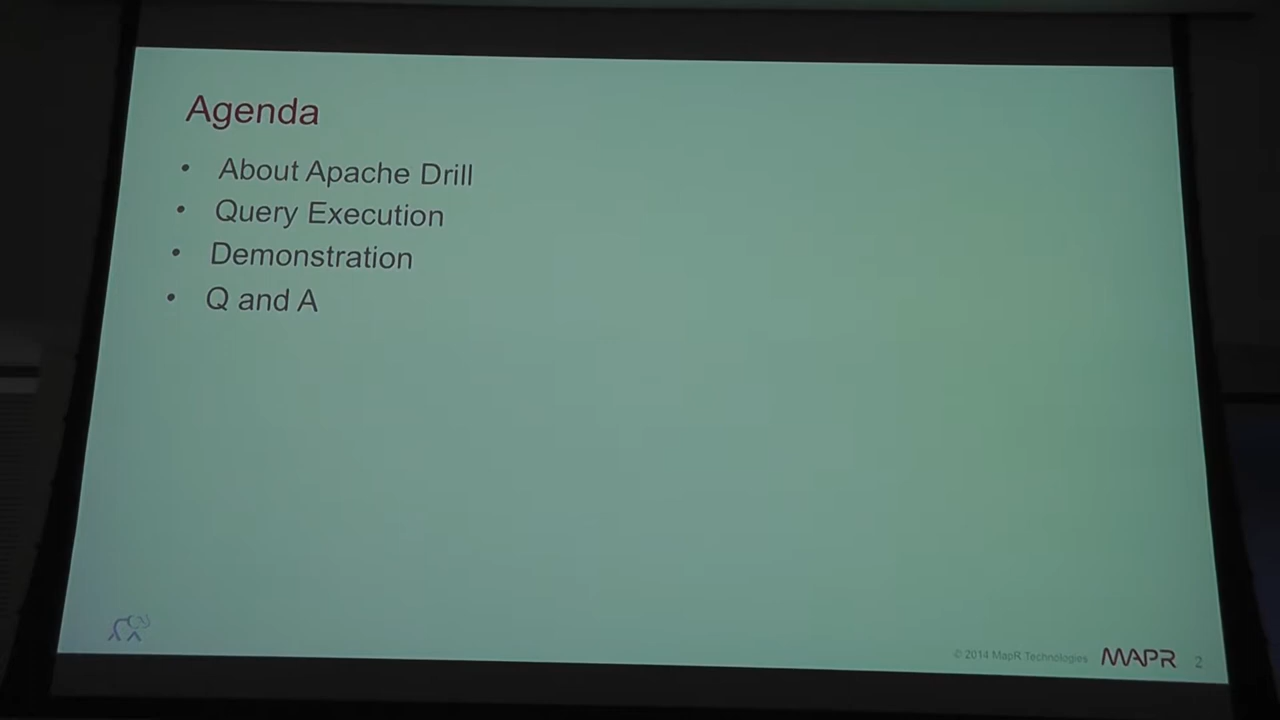 Agenda
• About Apache Drill
• Query Execution
• Demonstration
• Q and A
© 2014 MapR Technologies MAPR 2